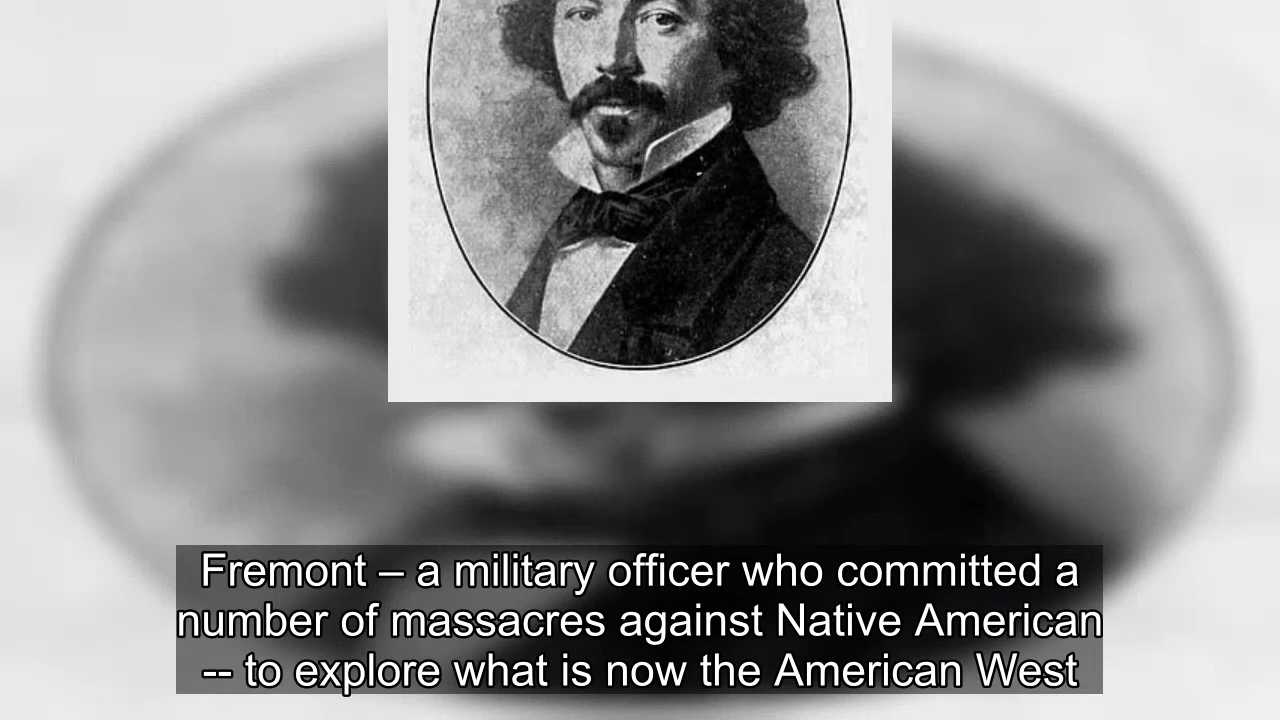 Fremont – a military officer who committed a
number of massacres against Native American
-- to explore what is now the American West